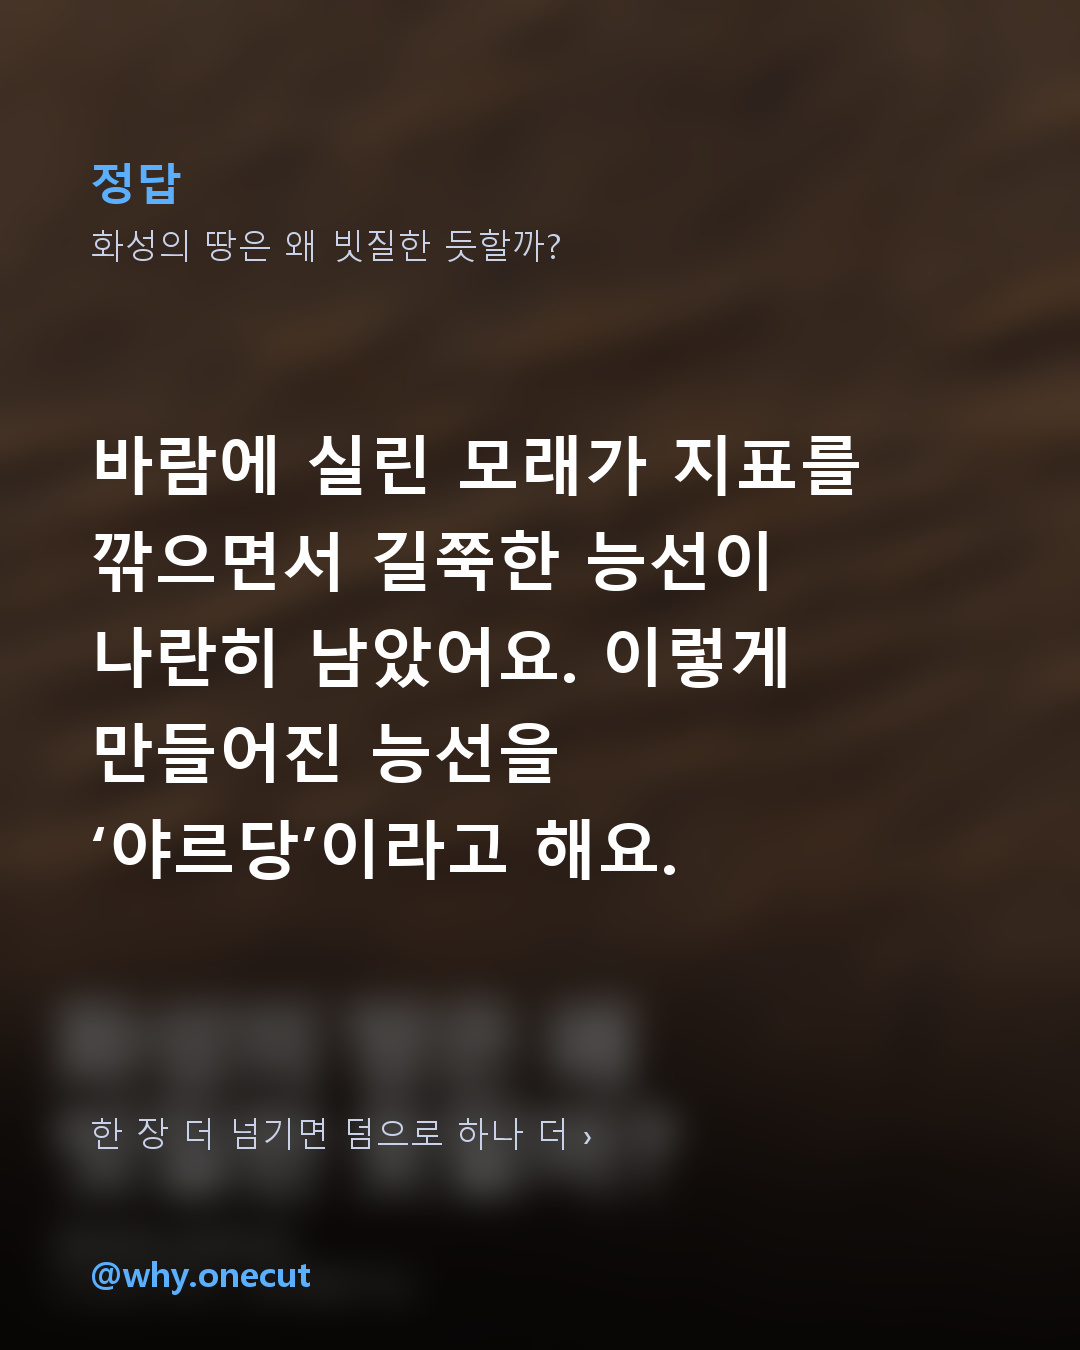 정답
화성의 땅은 왜 빗질한 듯할까?
바람에 실린 모래가 지표를
깎으면서 길쭉한 능선이
나란히 남았어요. 이렇게
만들어진 능선을
‘야르당’이라고 해요.
한 장 더 넘기면 덤으로 하나 더 ›
@why.onecut